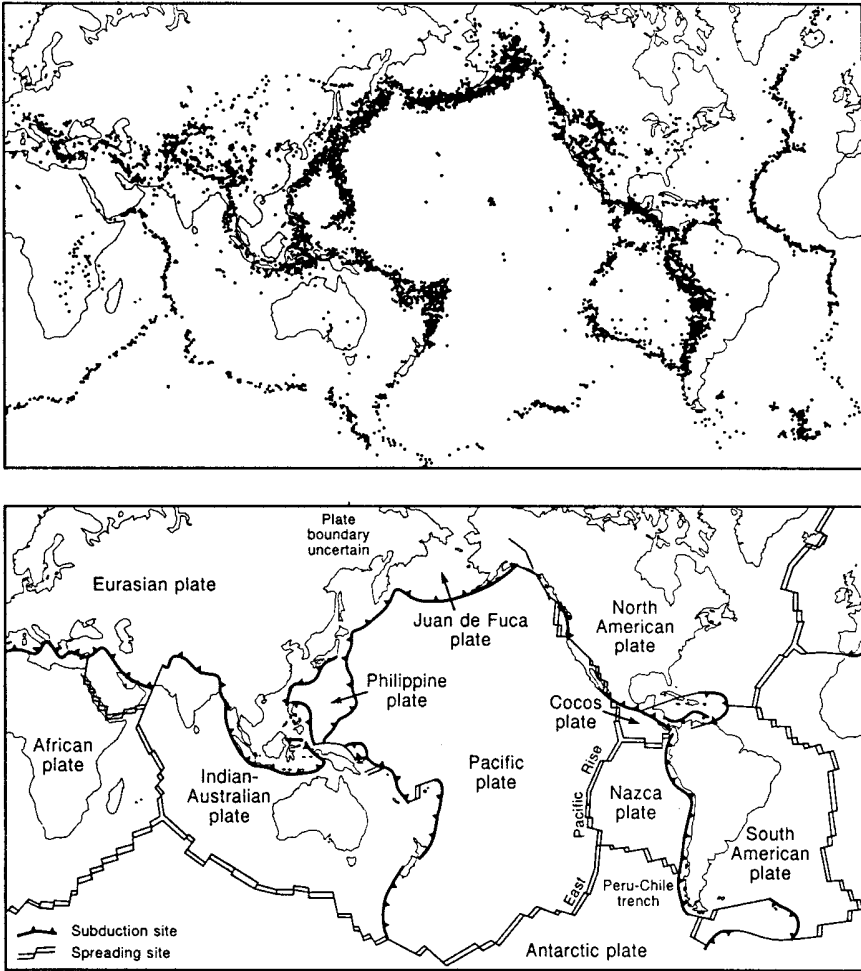 Plate
boundary
uncertain
Eurasian plate
Juan de Fuca
plate
North
American
plate
Philippine
plate
Cocos
plate
African
plate
Indian-
Australian
plate
Pacific
plate
East Pacific Rise
Nazca
plate
South
American
plate
Peru-Chile
trench
Antarctic plate
Subduction site
Spreading site